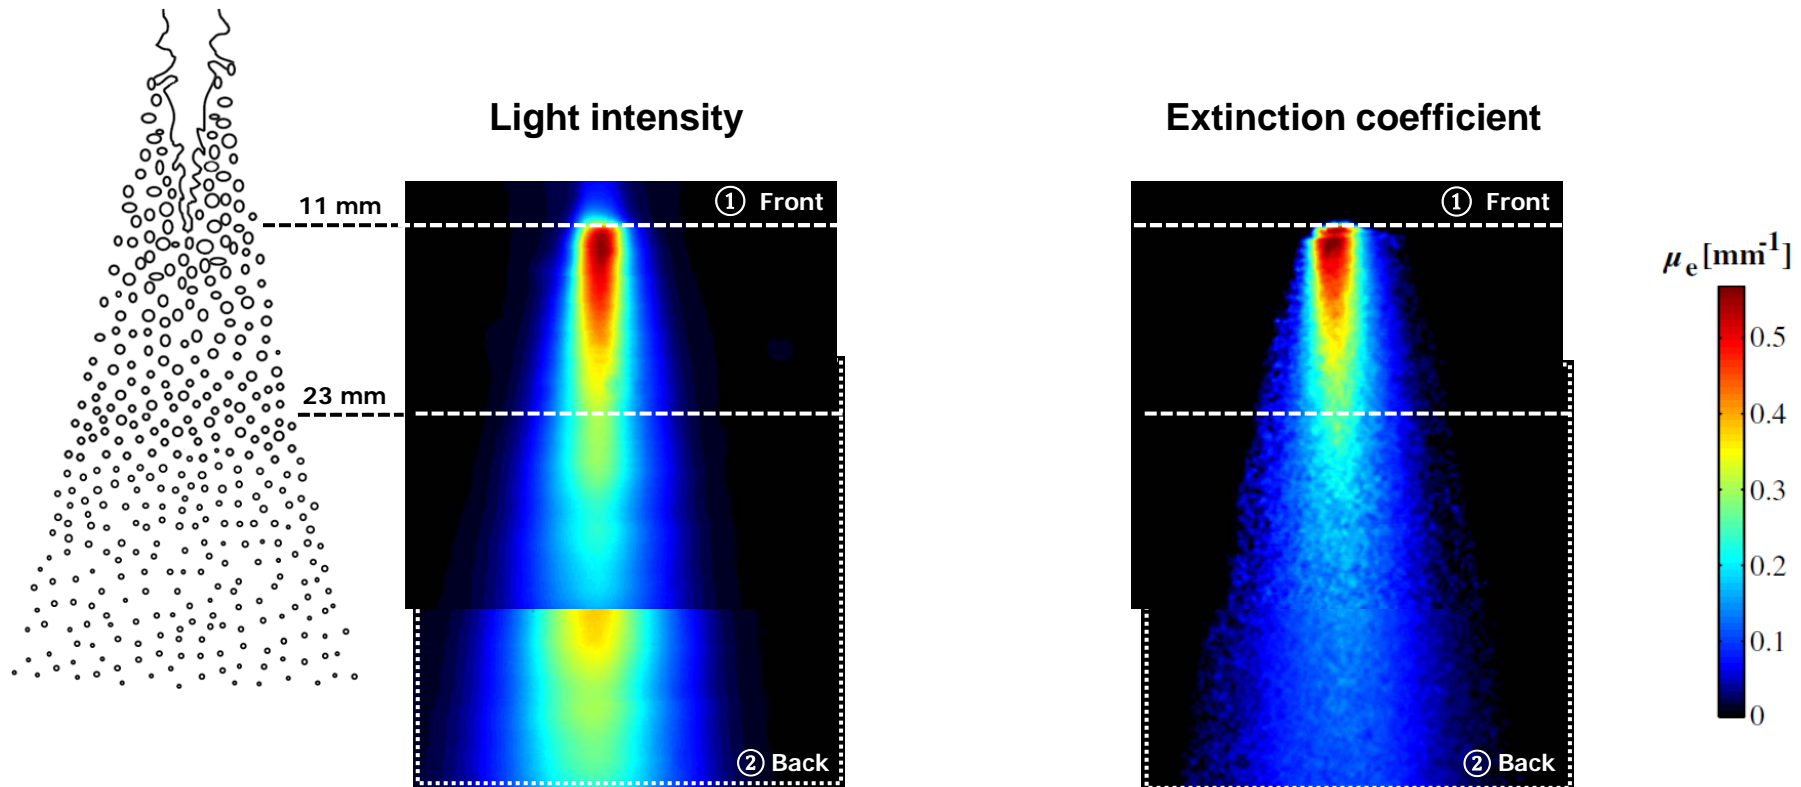 Light intensity
Extinction coefficient
① Front
① Front
11 mm
μe [mm-1]
0.5
23 mm
0.4
0.3
0.2
0.1
0
② Back
② Back